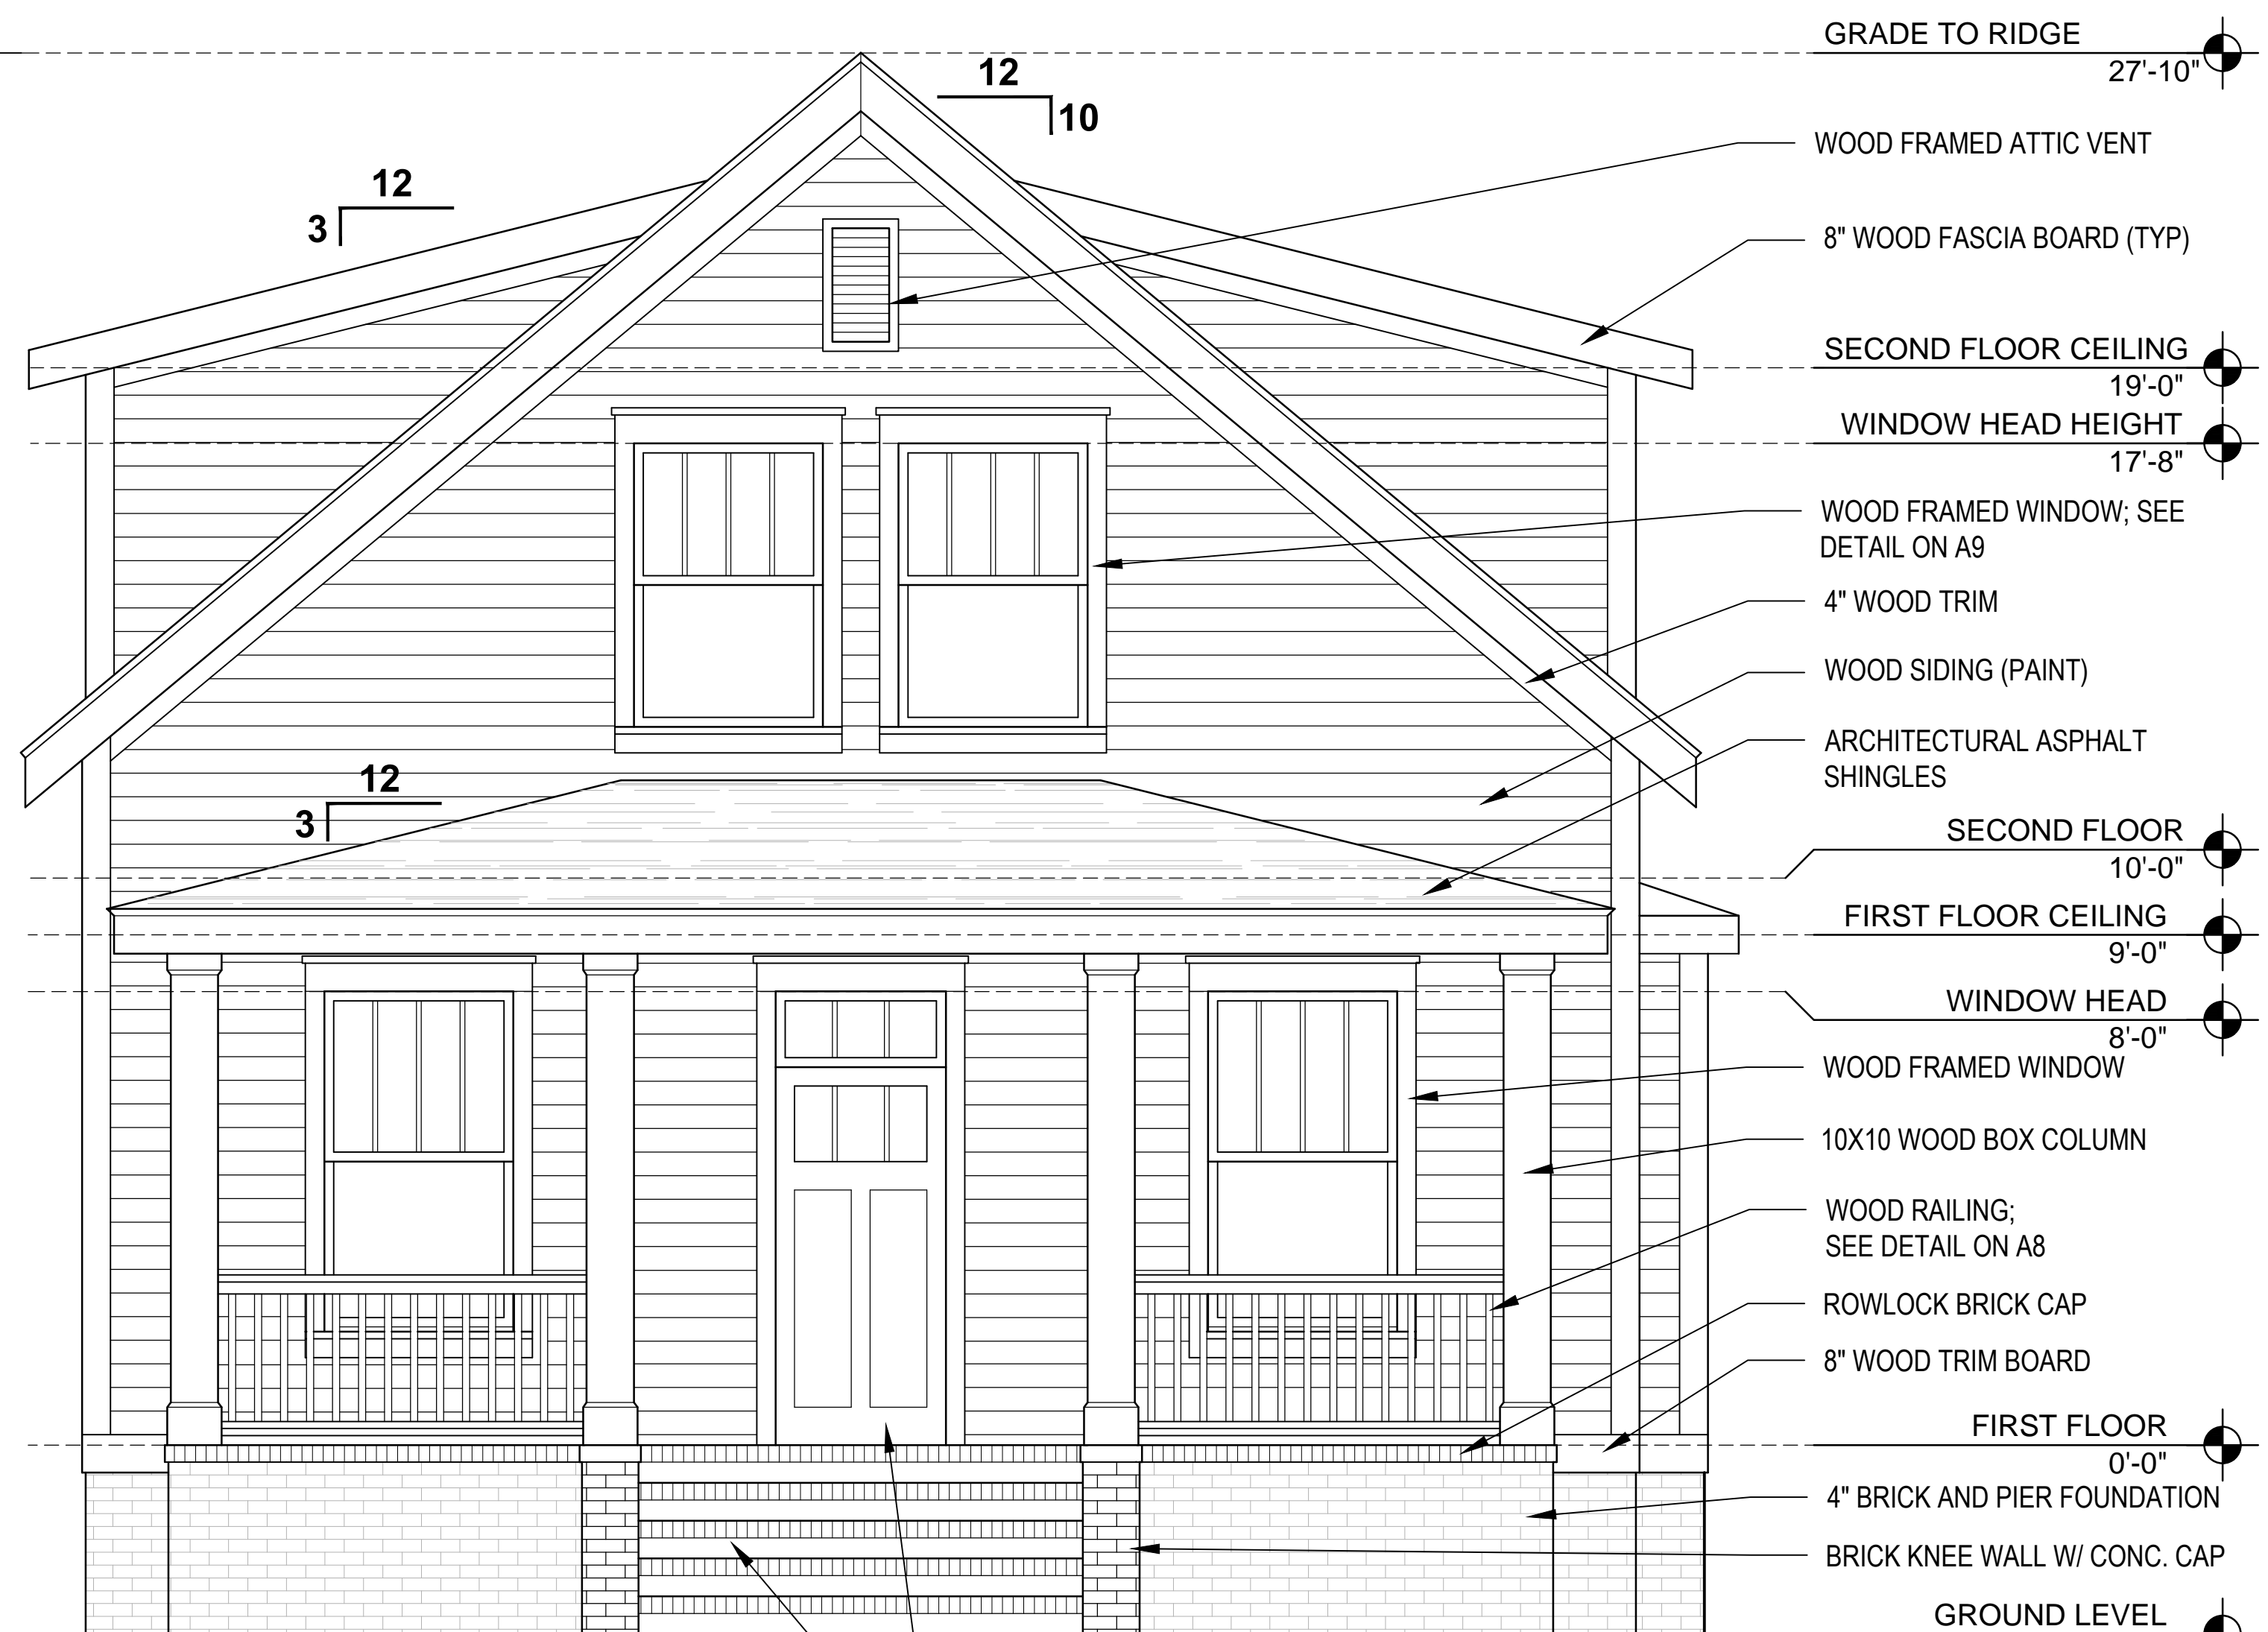 GRADE TO RIDGE
27'-10"
12
10
WOOD FRAMED ATTIC VENT
12
3
8" WOOD FASCIA BOARD (TYP)
SECOND FLOOR CEILING
19'-0"
WINDOW HEAD HEIGHT
17'-8"
WOOD FRAMED WINDOW; SEE
DETAIL ON A9
4" WOOD TRIM
WOOD SIDING (PAINT)
ARCHITECTURAL ASPHALT
SHINGLES
12
3
SECOND FLOOR
10'-0"
FIRST FLOOR CEILING
9'-0"
WINDOW HEAD
8'-0"
WOOD FRAMED WINDOW
10X10 WOOD BOX COLUMN
WOOD RAILING;
SEE DETAIL ON A8
ROWLOCK BRICK CAP
8" WOOD TRIM BOARD
FIRST FLOOR
0'-0"
4" BRICK AND PIER FOUNDATION
BRICK KNEE WALL W/ CONC. CAP
GROUND LEVEL